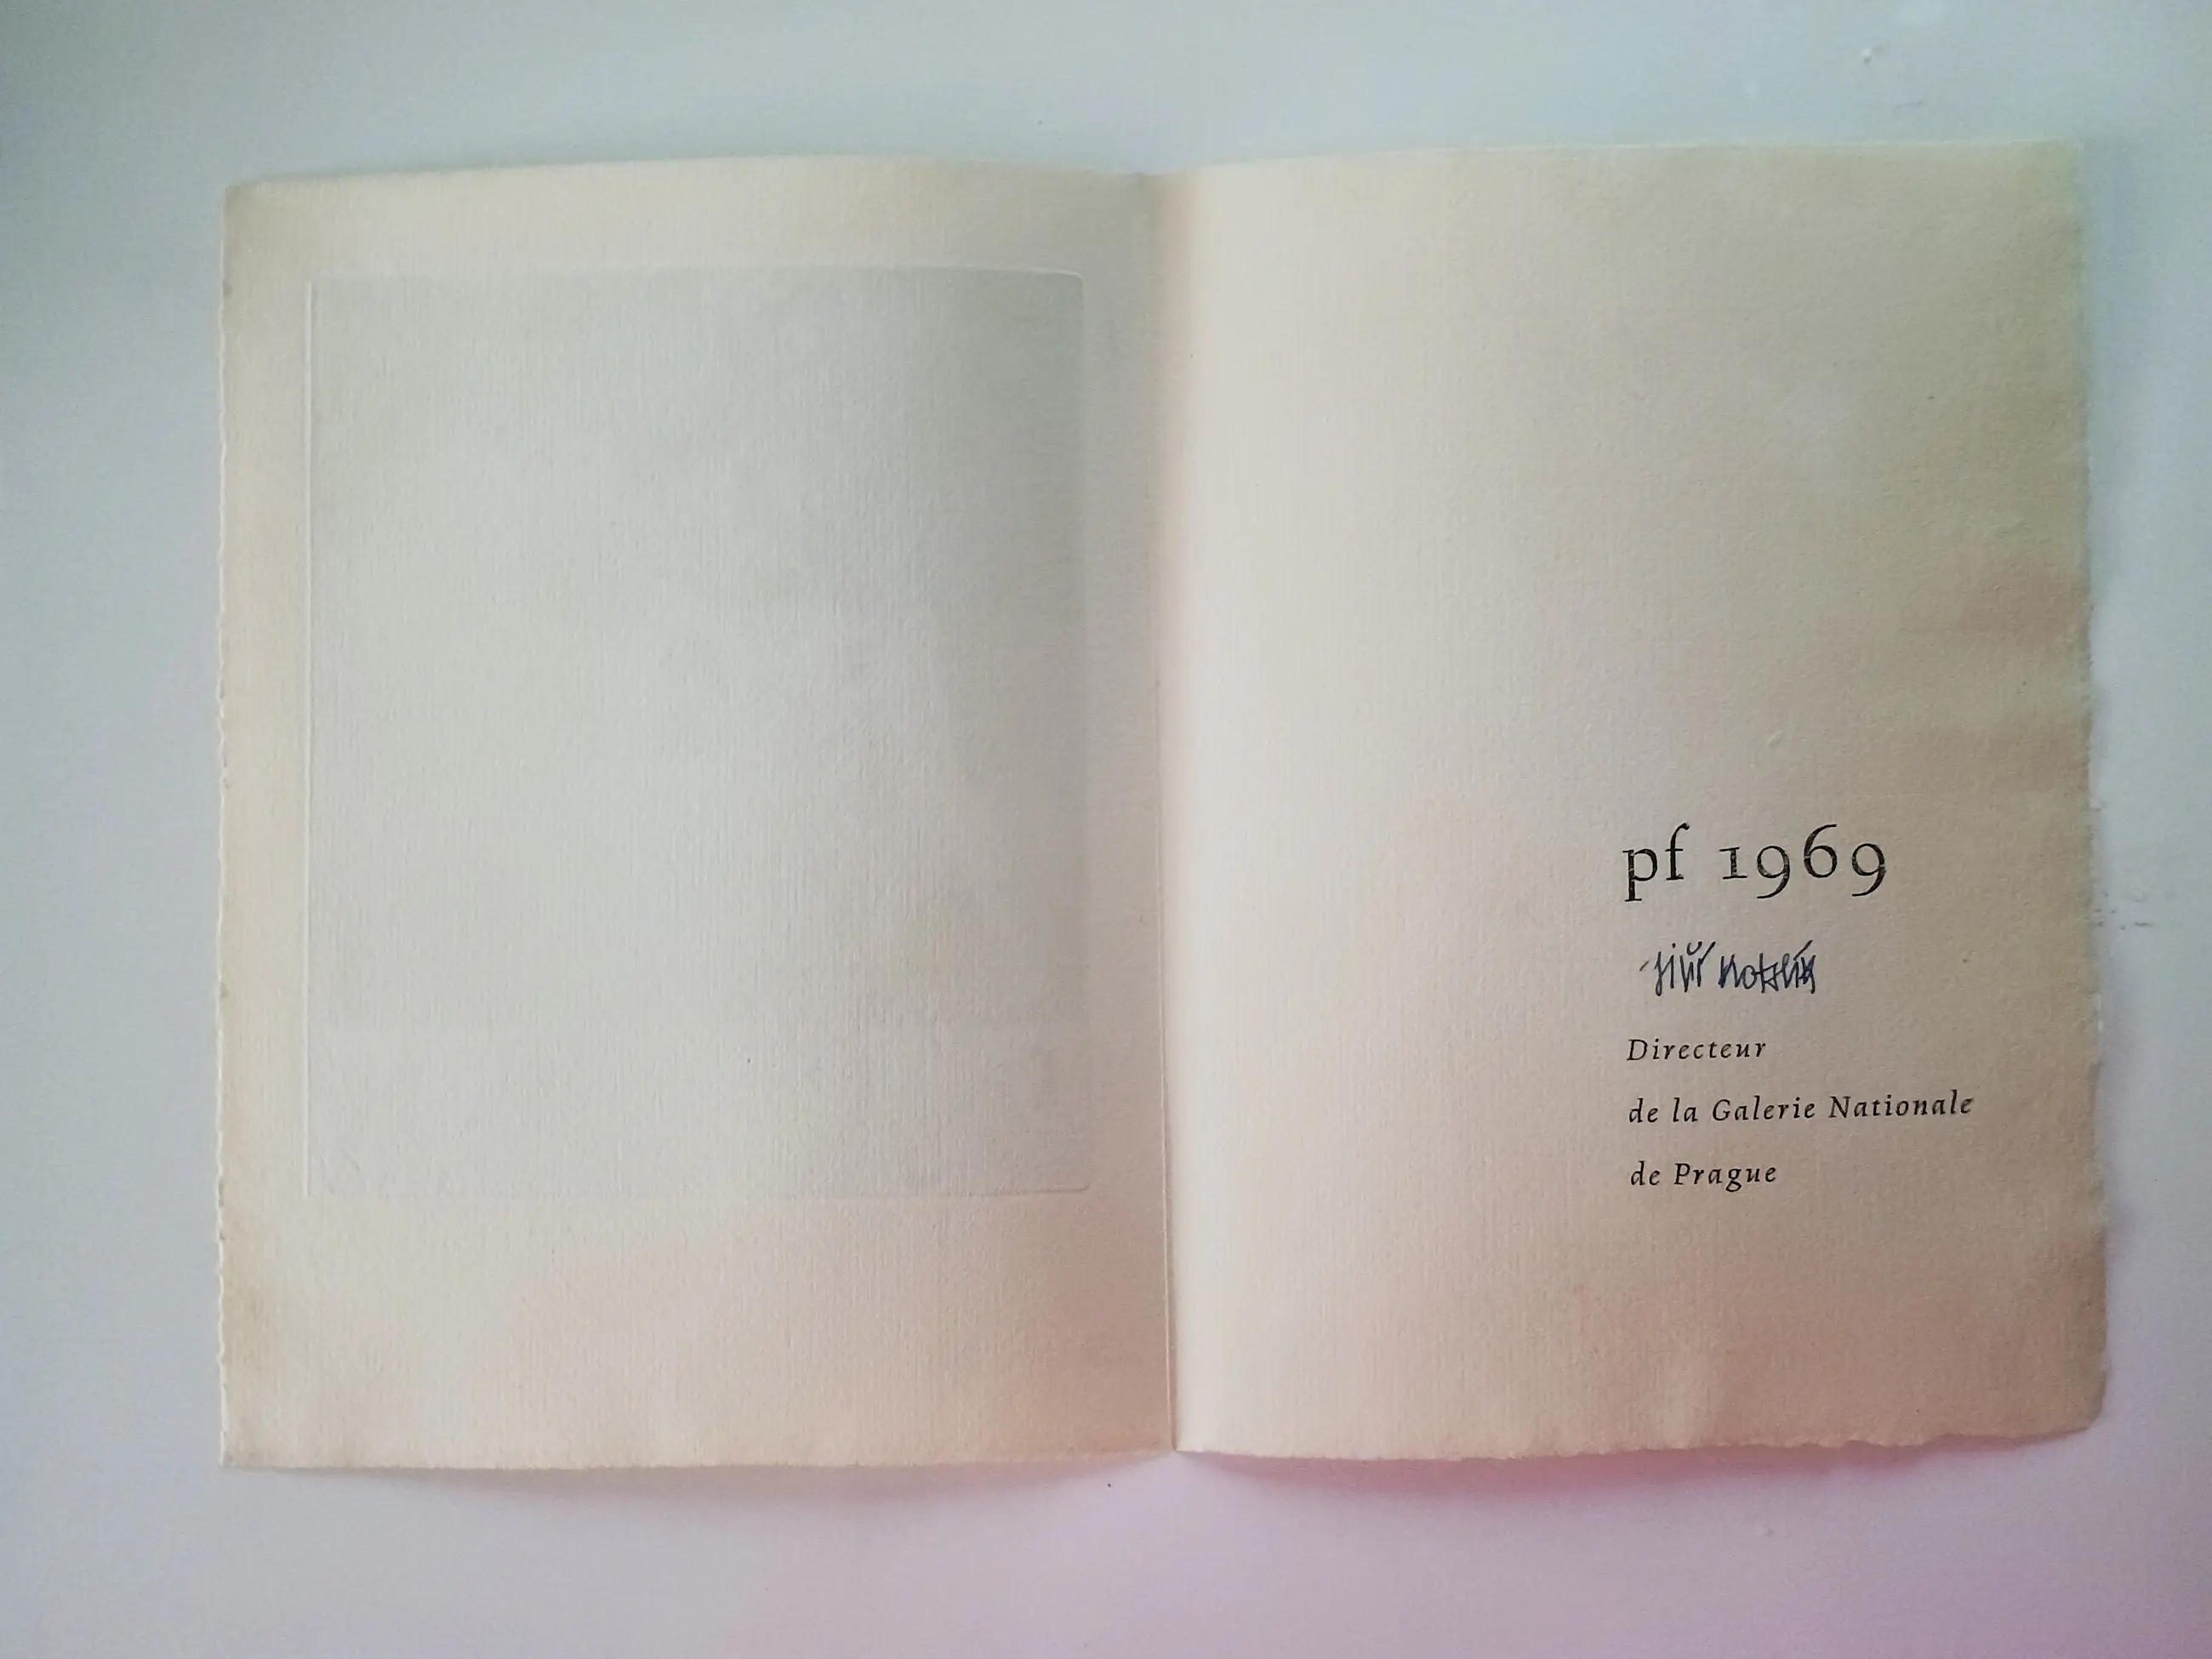 pf 1969
Jiří Kotalík
Directeur
de la Galerie Nationale
de Prague